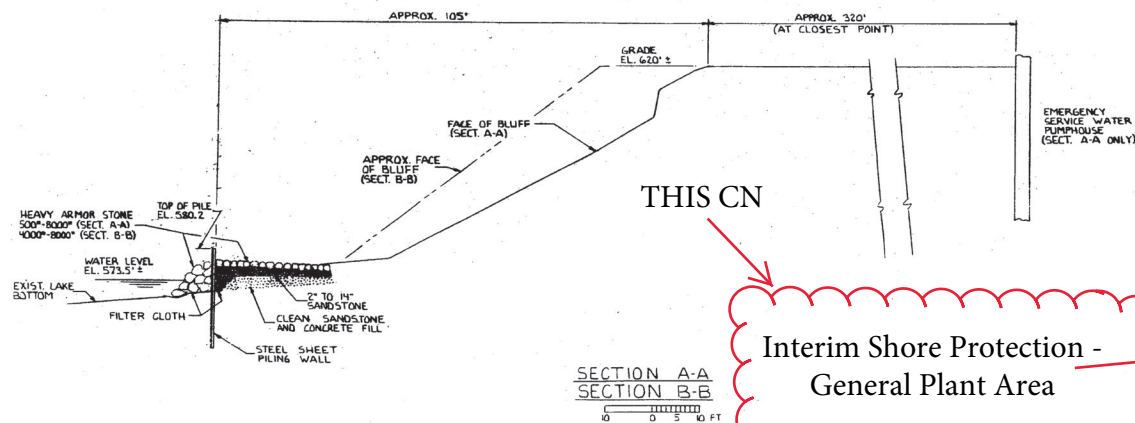 APPROX. 105'
APPROX. 320'
(AT CLOSEST POINT)
GRADE
EL. 620' ±
FACE OF BLUFF
(SECT. A-A)
EMERGENCY
SERVICE WATER
PUMPHOUSE
(SECT. A-A ONLY)
APPROX. FACE
OF BLUFF
(SECT. B-B)
THIS CN
TOP OF PILE
EL. 580.2
HEAVY ARMOR STONE
500#-8000# (SECT. A-A)
4000#-8000# (SECT. B-B)
WATER LEVEL
EL. 573.5' ±
EXIST. LAKE
BOTTOM
FILTER CLOTH
2" TO 14"
SANDSTONE
CLEAN SANDSTONE
AND CONCRETE FILL
STEEL SHEET
PILING WALL
Interim Shore Protection -
General Plant Area
SECTION A-A
SECTION B-B
10 0 5 10 FT